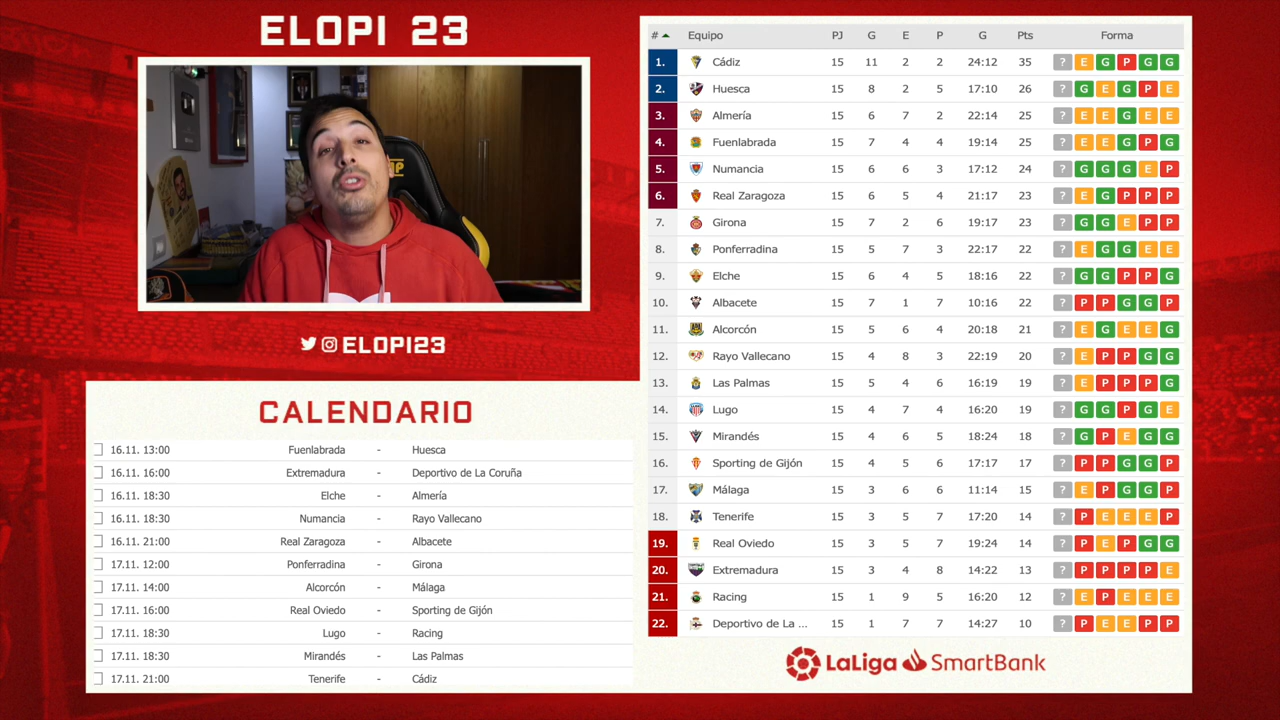 ELOPI 23
ELOPI23
CALENDARIO
16.11. 13:00 Fuenlabrada - Huesca
16.11. 16:00 Extremadura - Deportivo de La Coruña
16.11. 18:30 Elche - Almería
16.11. 18:30 Numancia - Rayo Vallecano
16.11. 21:00 Real Zaragoza - Albacete
17.11. 12:00 Ponferradina - Girona
17.11. 14:00 Alcorcón - Málaga
17.11. 16:00 Real Oviedo - Sporting de Gijón
17.11. 18:30 Lugo - Racing
17.11. 18:30 Mirandés - Las Palmas
17.11. 21:00 Tenerife - Cádiz
# Equipo PJ G E P G Pts Forma
1. Cádiz 15 11 2 2 24:12 35 ? E G P G G
2. Huesca 15 8 2 5 17:10 26 ? G E G P E
3. Almería 15 6 7 2 22:14 25 ? E E G E E
4. Fuenlabrada 15 7 4 4 19:14 25 ? E E G P G
5. Numancia 15 6 6 3 17:12 24 ? G G G E P
6. Real Zaragoza 15 6 5 4 21:17 23 ? E G P P P
7. Girona 15 7 2 6 19:17 23 ? G G E P P
8. Ponferradina 15 5 7 3 22:17 22 ? E G G E E
9. Elche 15 6 4 5 18:16 22 ? G G P P G
10. Albacete 15 7 1 7 10:16 22 ? P P G G P
11. Alcorcón 15 5 6 4 20:18 21 ? E G E E G
12. Rayo Vallecano 15 4 8 3 22:19 20 ? E P P G G
13. Las Palmas 15 5 4 6 16:19 19 ? E P P P G
14. Lugo 15 4 7 4 16:20 19 ? G G P G E
15. Mirandés 15 4 6 5 18:24 18 ? G P E G G
16. Sporting de Gijón 15 4 5 6 17:17 17 ? P P G G P
17. Málaga 15 3 6 6 11:14 15 ? E P G G P
18. Tenerife 15 3 5 7 17:20 14 ? P E E E P
19. Real Oviedo 15 3 5 7 19:24 14 ? P E P G G
20. Extremadura 15 3 4 8 14:22 13 ? P P P P E
21. Racing 15 1 9 5 16:20 12 ? E P E E E
22. Deportivo de La ... 15 1 7 7 14:27 10 ? P E E P P
LaLiga SmartBank